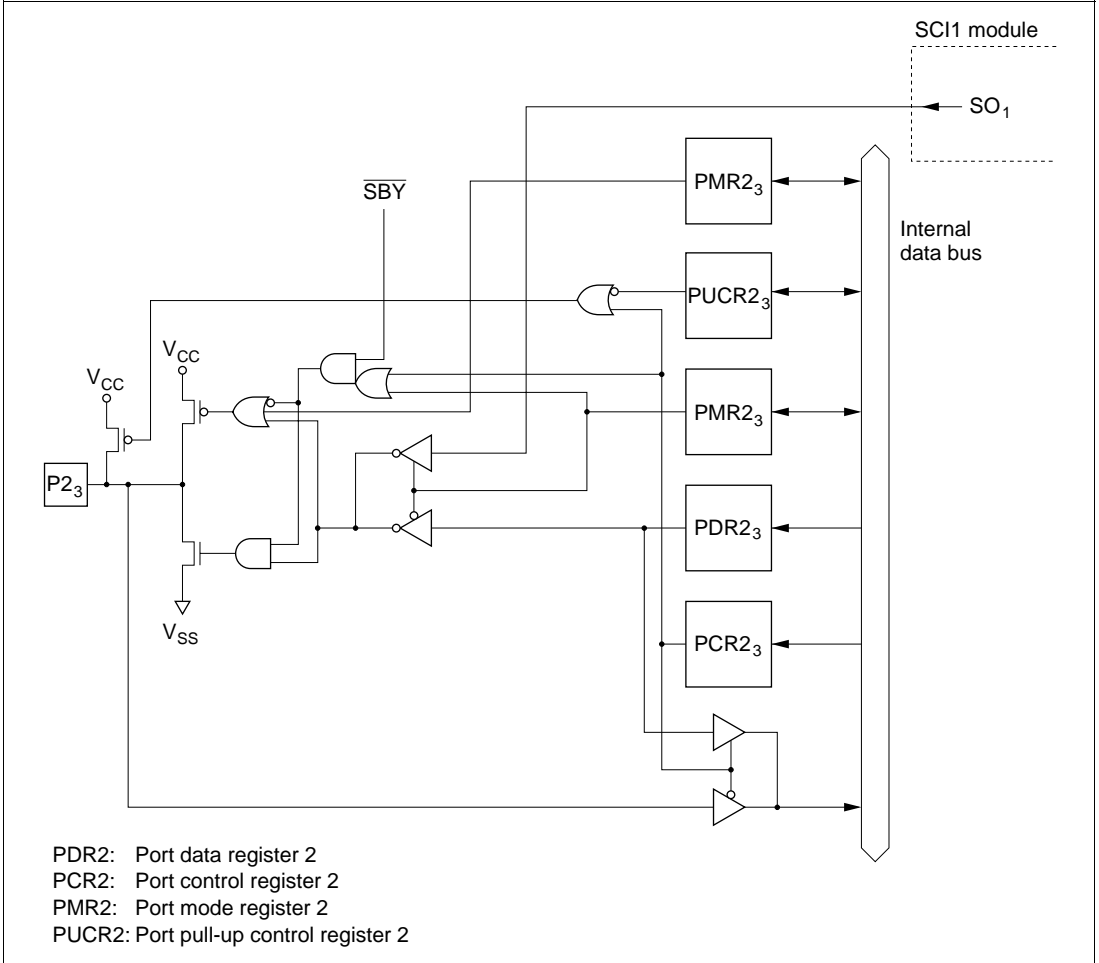 SCI1 module
SO1
PMR23
SBY
Internal
data bus
PUCR23
VCC
VCC
PMR23
P23
PDR23
VSS
PCR23
PDR2: Port data register 2
PCR2: Port control register 2
PMR2: Port mode register 2
PUCR2: Port pull-up control register 2